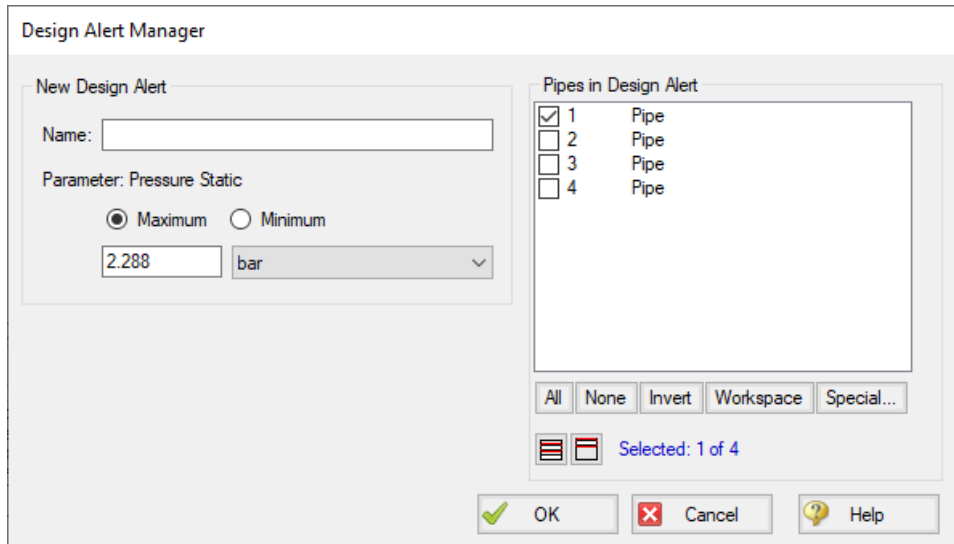 Design Alert Manager
New Design Alert
Name:
Parameter: Pressure Static
Maximum Minimum
2.288 bar
Pipes in Design Alert
1 Pipe
2 Pipe
3 Pipe
4 Pipe
All None Invert Workspace Special...
Selected: 1 of 4
OK Cancel Help